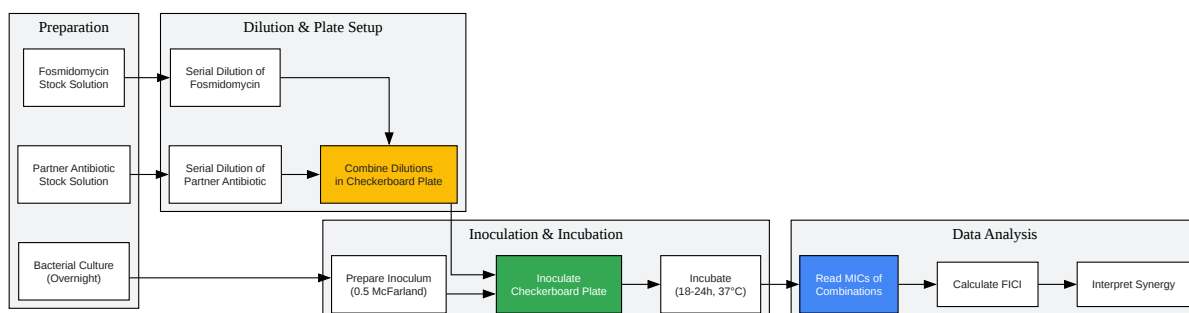 Preparation
Fosmidomycin
Stock Solution
Partner Antibiotic
Stock Solution
Bacterial Culture
(Overnight)
Dilution & Plate Setup
Serial Dilution of
Fosmidomycin
Serial Dilution of
Partner Antibiotic
Combine Dilutions
in Checkerboard Plate
Inoculation & Incubation
Prepare Inoculum
(0.5 McFarland)
Inoculate
Checkerboard Plate
Incubate
(18-24h, 37°C)
Data Analysis
Read MICs of
Combinations
Calculate FICI
Interpret Synergy